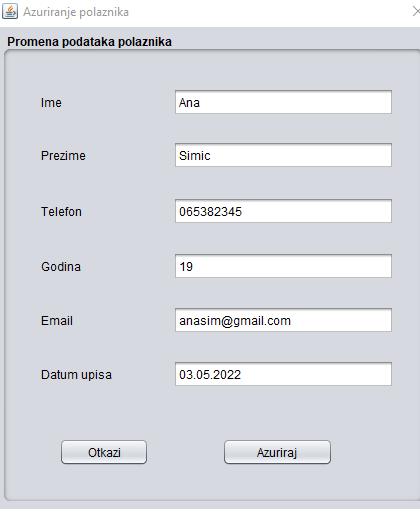 Azuriranje polaznika
Promena podataka polaznika
Ime Ana
Prezime Simic
Telefon 065382345
Godina 19
Email anasim@gmail.com
Datum upisa 03.05.2022
Otkazi Azuriraj